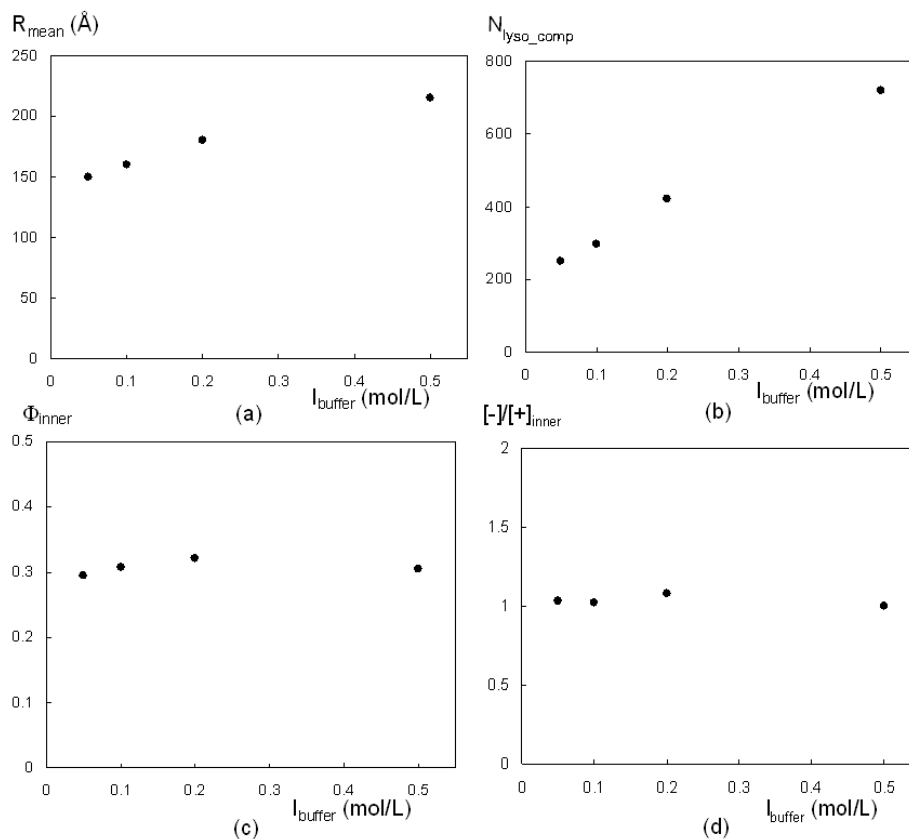 R_mean (Å)
250
200
150
100
50
0
0 0.1 0.2 0.3 0.4 0.5
I_buffer (mol/L)
(a)
N_lyso_comp
800
600
400
200
0
0 0.1 0.2 0.3 0.4 0.5
I_buffer (mol/L)
(b)
Φ_inner
0.5
0.4
0.3
0.2
0.1
0
0 0.1 0.2 0.3 0.4 0.5
I_buffer (mol/L)
(c)
[-]/[+]_inner
2
1.5
1
0.5
0
0 0.1 0.2 0.3 0.4 0.5
I_buffer (mol/L)
(d)